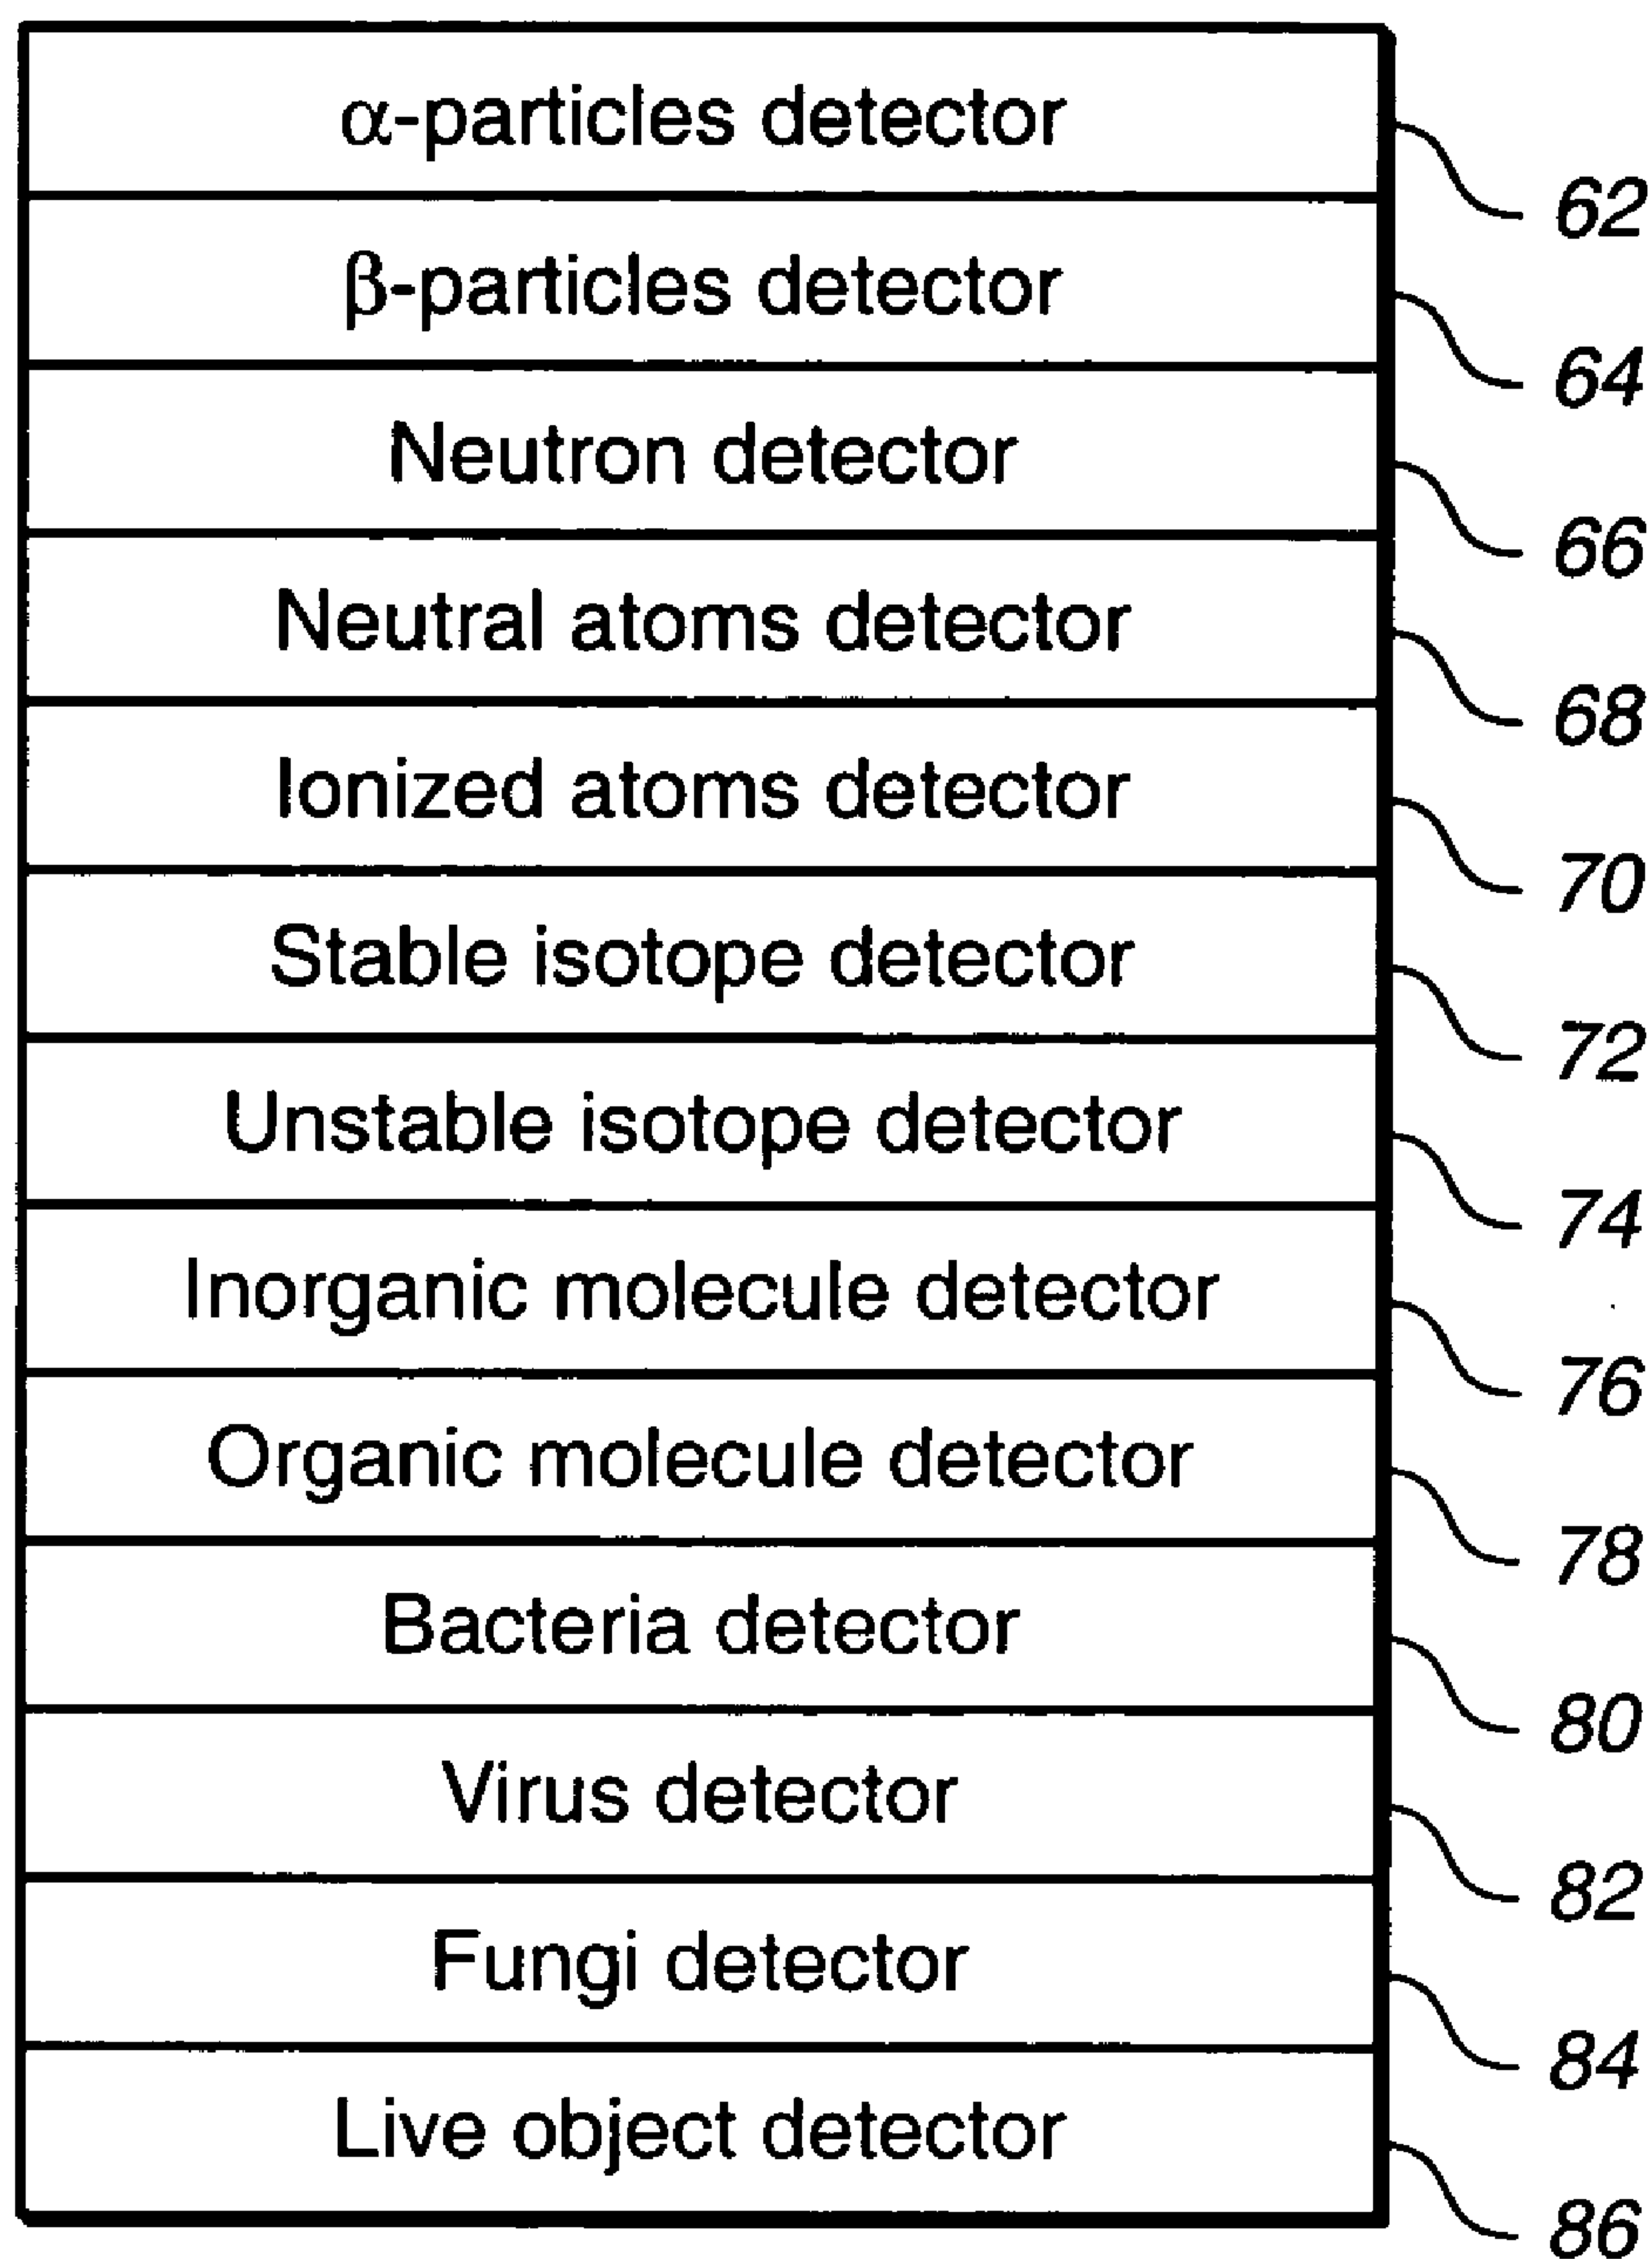 α-particles detector
62
β-particles detector
64
Neutron detector
66
Neutral atoms detector
68
Ionized atoms detector
70
Stable isotope detector
72
Unstable isotope detector
74
Inorganic molecule detector
76
Organic molecule detector
78
Bacteria detector
80
Virus detector
82
Fungi detector
84
Live object detector
86